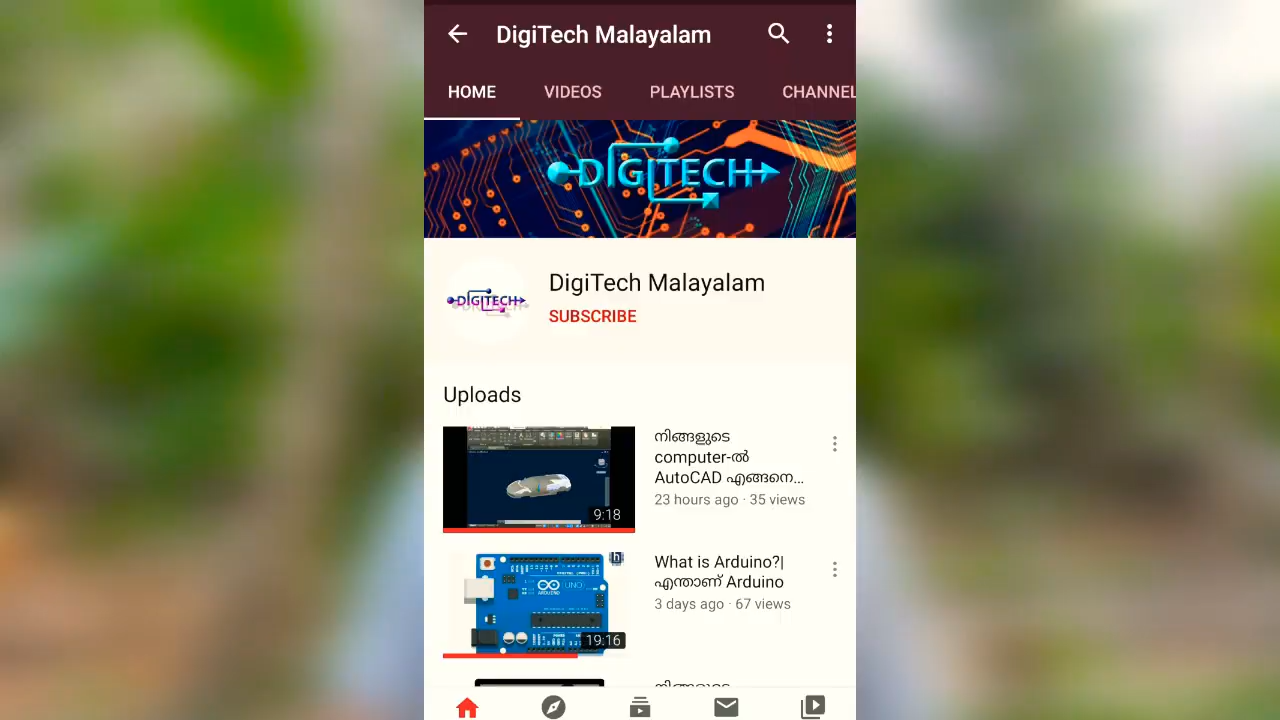 DigiTech Malayalam
HOME VIDEOS PLAYLISTS CHANNEL
DIGITECH
DIGITECH
DigiTech Malayalam
SUBSCRIBE
Uploads
നിങ്ങളുടെ
computer-ൽ
AutoCAD എങ്ങനെ...
23 hours ago · 35 views
9:18
What is Arduino?|
എന്താണ് Arduino
3 days ago · 67 views
UNO
ARDUINO
19:16